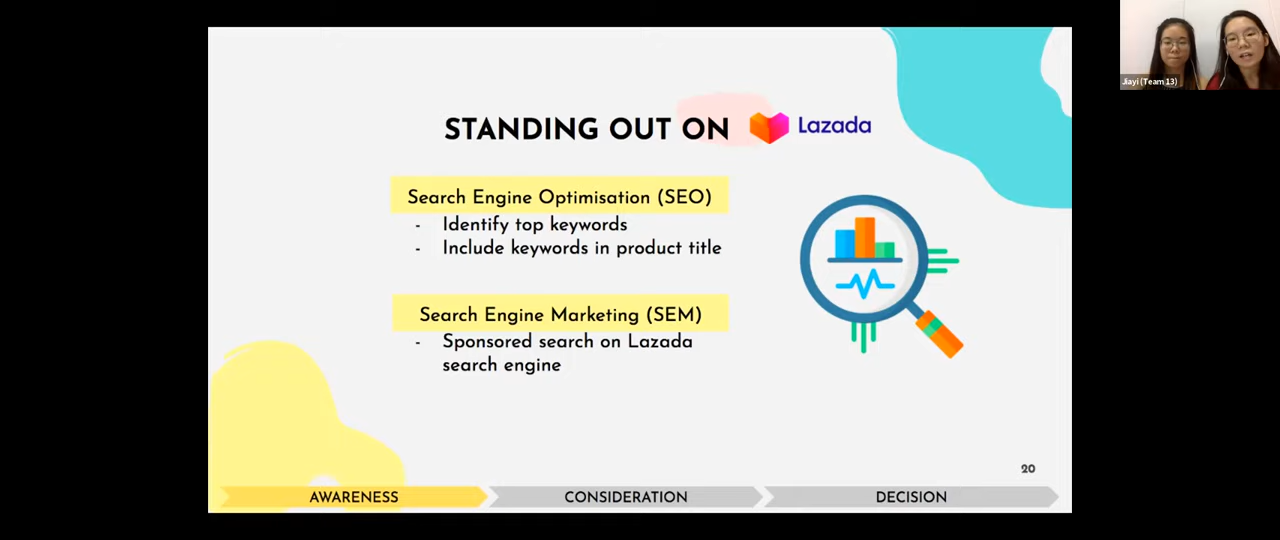 STANDING OUT ON Lazada
Search Engine Optimisation (SEO)
- Identify top keywords
- Include keywords in product title
Search Engine Marketing (SEM)
- Sponsored search on Lazada
search engine
20
AWARENESS
CONSIDERATION
DECISION
Jiayi (Team 13)